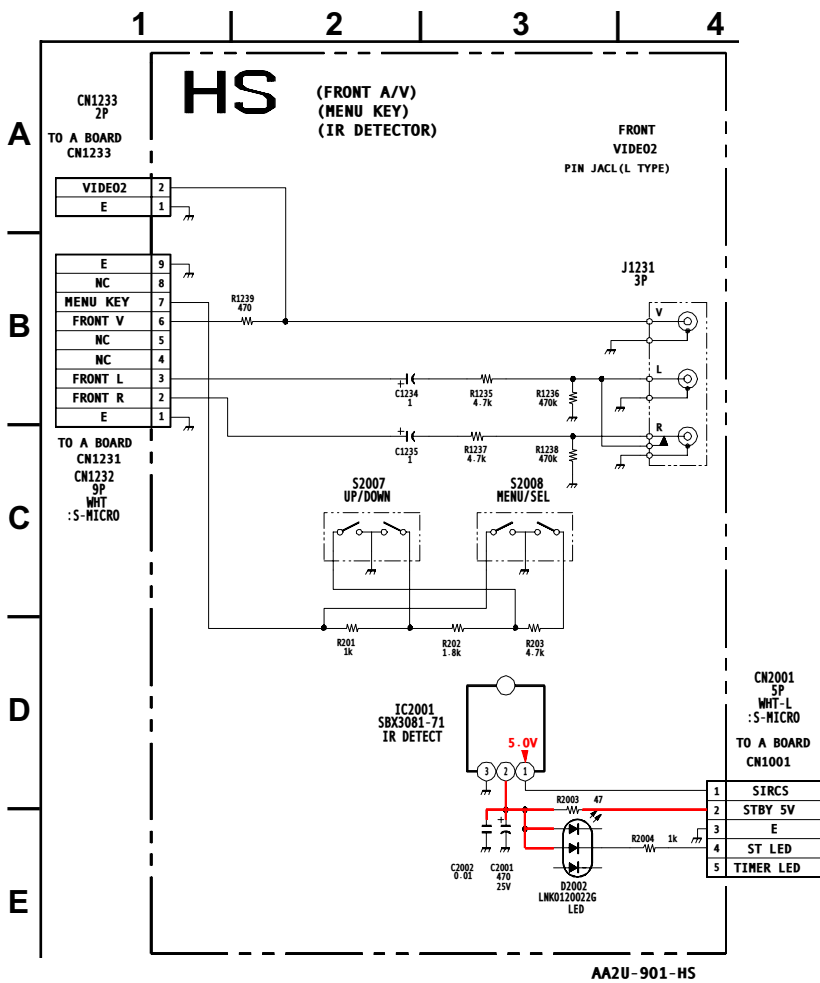 1 2 3 4
HS
(FRONT A/V)
(MENU KEY)
(IR DETECTOR)
A
CN1233
2P
TO A BOARD
CN1233
FRONT
VIDEO2
PIN JACL(L TYPE)
VIDEO2 2
E 1
B
E 9
NC 8
MENU KEY 7
FRONT V 6
NC 5
NC 4
FRONT L 3
FRONT R 2
E 1
R1239
470
J1231
3P
V
L
R
+
C1234
1
R1235
4.7k
R1236
470k
+
C1235
1
R1237
4.7k
R1238
470k
TO A BOARD
CN1231
CN1232
9P
WHT
:S-MICRO
C
S2007
UP/DOWN
S2008
MENU/SEL
R201
1k
R202
1.8k
R203
4.7k
D
IC2001
SBX3081-71
IR DETECT
5.0V
3 2 1
CN2001
5P
WHT-L
:S-MICRO
TO A BOARD
CN1001
1 SIRCS
2 STBY 5V
3 E
4 ST LED
5 TIMER LED
R2003 47
R2004 1k
E
C2002
0.01
+
C2001
470
25V
D2002
LNK0120022G
LED
AA2U-901-HS